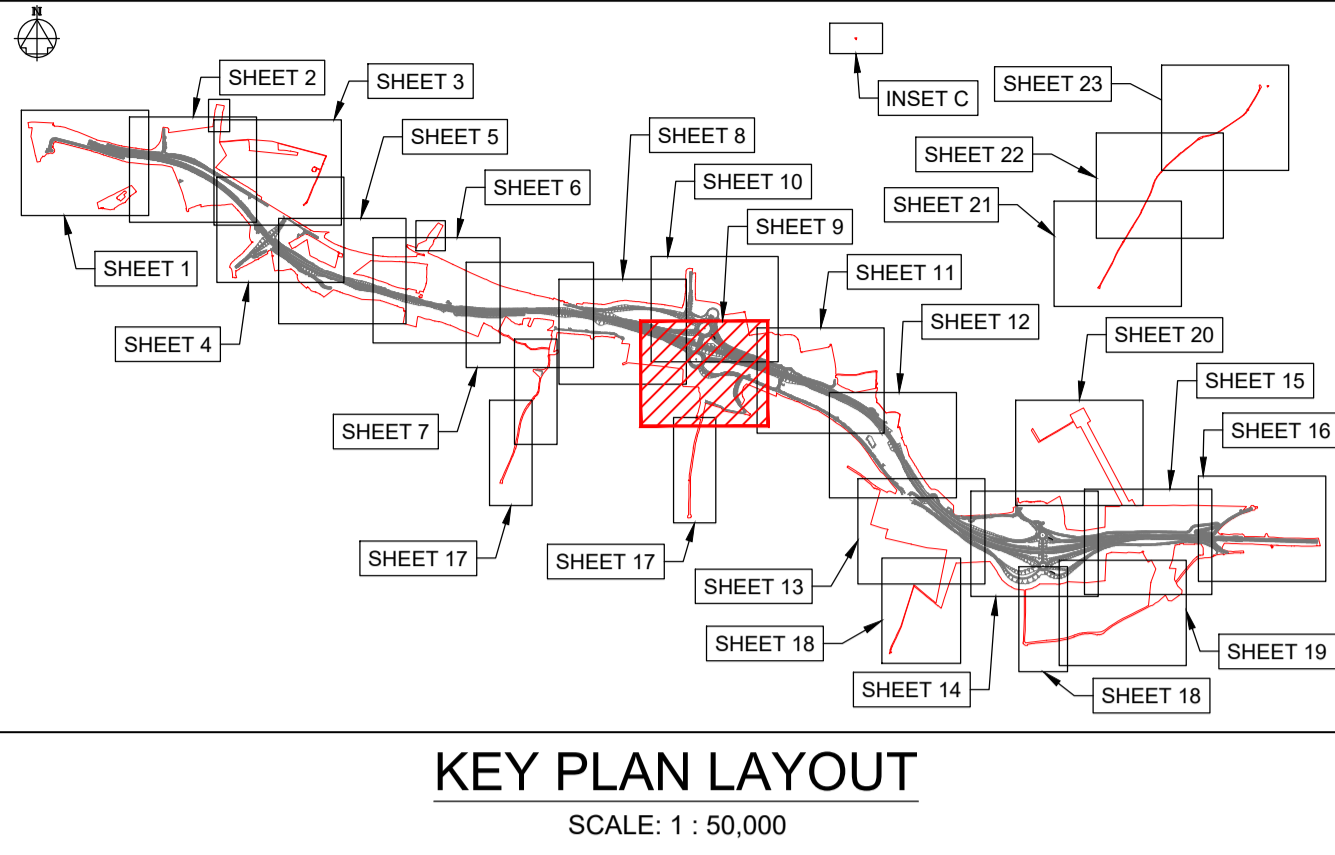 N
INSET C
SHEET 2
SHEET 3
SHEET 23
SHEET 5
SHEET 8
SHEET 22
SHEET 6
SHEET 10
SHEET 21
SHEET 9
SHEET 1
SHEET 11
SHEET 12
SHEET 4
SHEET 20
SHEET 15
SHEET 7
SHEET 16
SHEET 17
SHEET 17
SHEET 13
SHEET 18
SHEET 19
SHEET 14
SHEET 18
KEY PLAN LAYOUT
SCALE: 1 : 50,000